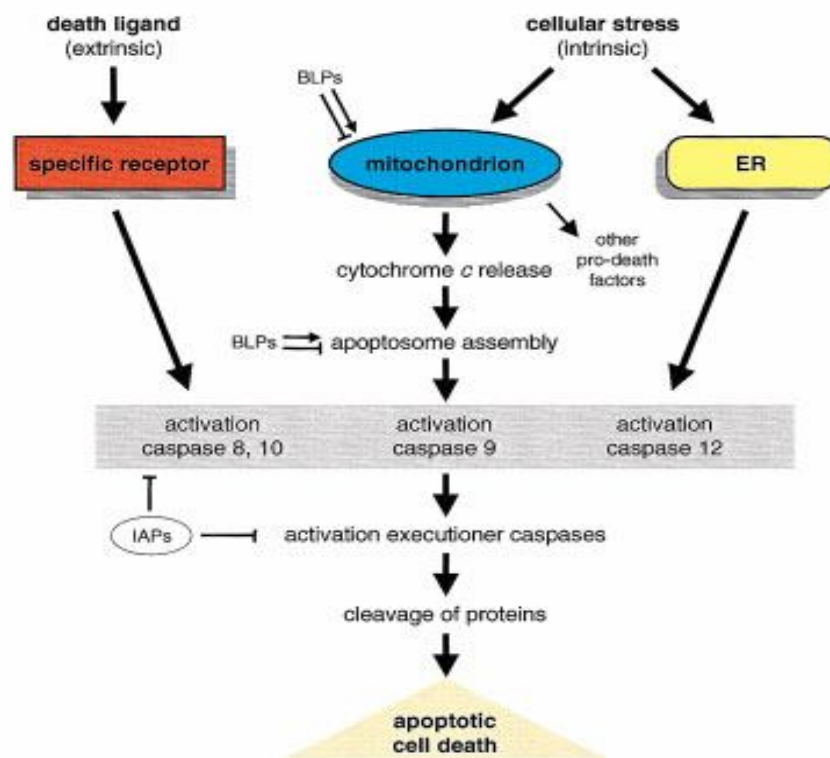 death ligand
(extrinsic)
cellular stress
(intrinsic)
BLPs
specific receptor
mitochondrion
ER
other
pro-death
factors
cytochrome c release
BLPs
apoptosome assembly
activation
caspase 8, 10
activation
caspase 9
activation
caspase 12
IAPs
activation executioner caspases
cleavage of proteins
apoptotic
cell death